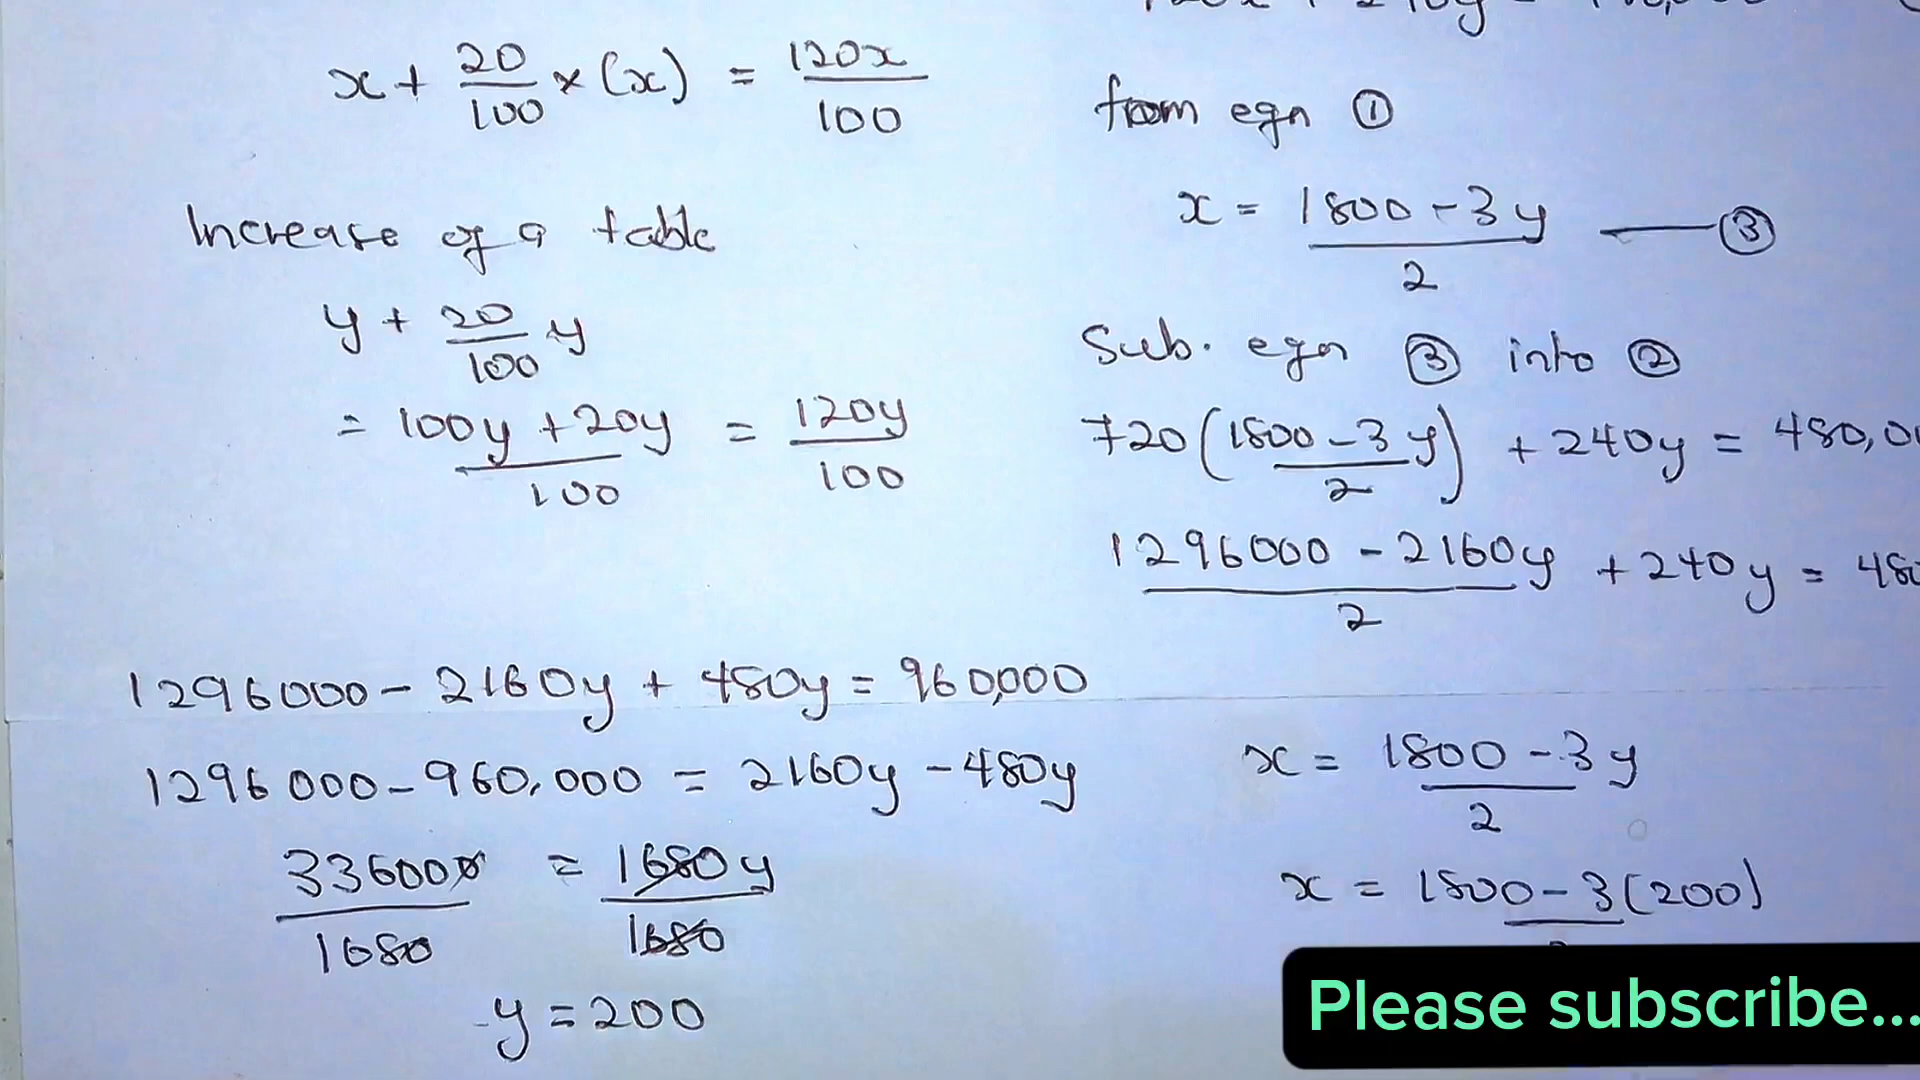 x + 20/100 × (x) = 120x/100
Increase of a table
y + 20/100 y
= 100y + 20y/100 = 120y/100
from eqn ①
x = 1800 - 3y/2 —— ③
Sub. eqn ③ into ②
720(1800 - 3y/2) + 240y = 480,0
1296000 - 2160y/2 + 240y = 480
1296000 - 2160y + 480y = 960,000
1296000 - 960,000 = 2160y - 480y
336000/1680 = 1680y/1680
y = 200
x = 1800 - 3y/2
x = 1800 - 3(200)
Please subscribe...